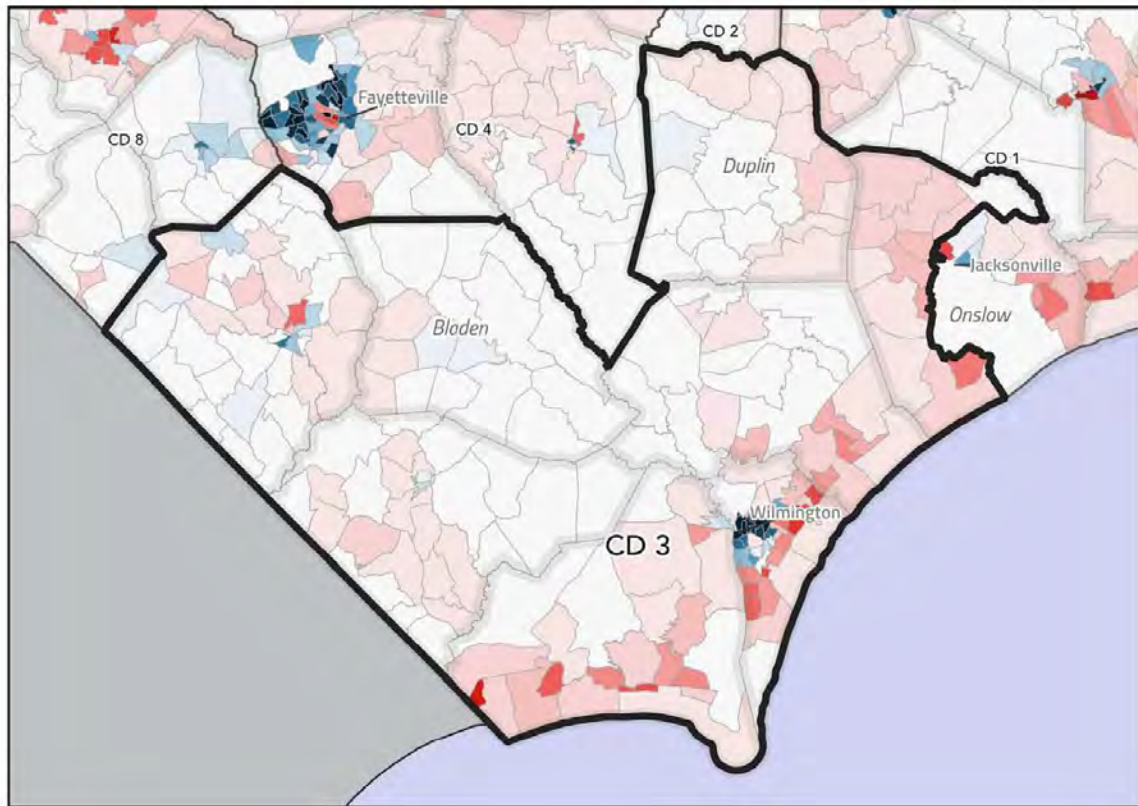 CD 2
Fayetteville
CD 8
CD 4
Duplin
CD 1
Jacksonville
Onslow
Bladen
Wilmington
CD 3